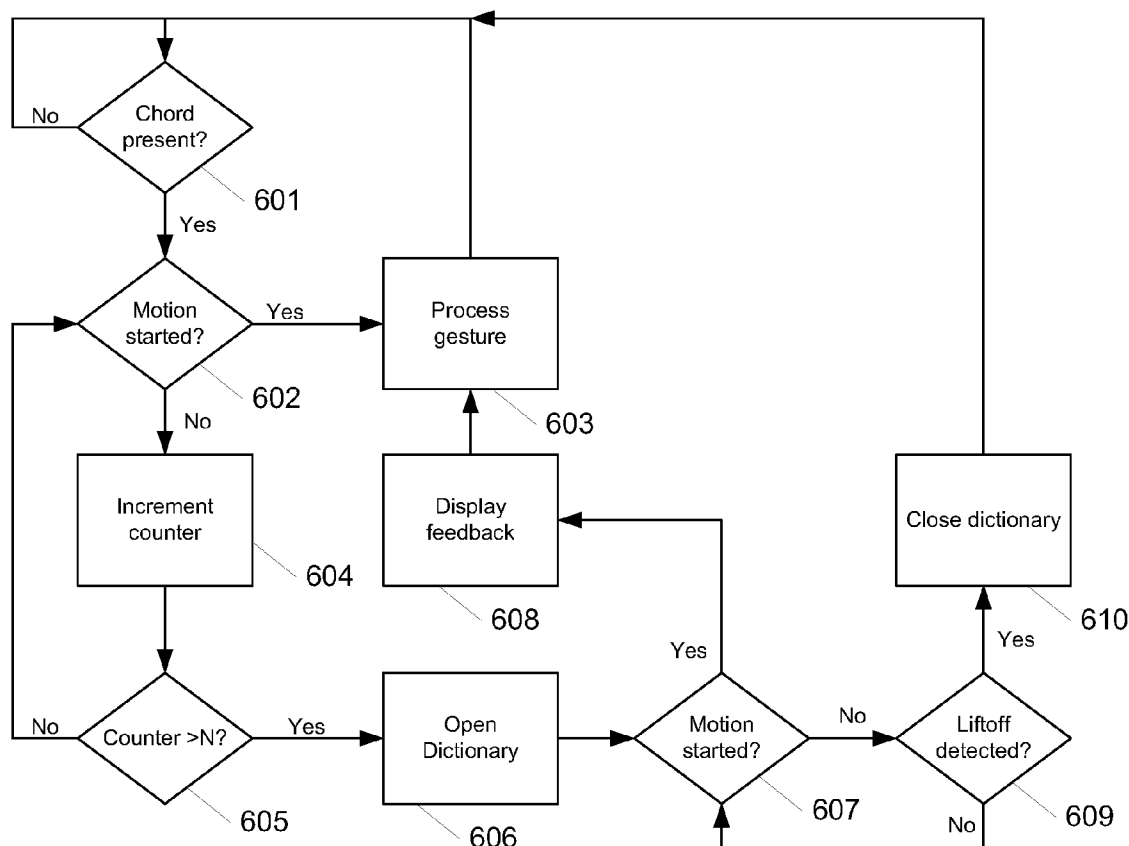 No
Chord
present?
601
Yes
Motion
started?
602
Yes
Process
gesture
603
No
Increment
counter
604
Display
feedback
608
Close dictionary
610
Yes
Yes
No
Counter >N?
605
Yes
Open
Dictionary
606
Motion
started?
607
No
Liftoff
detected?
609
No